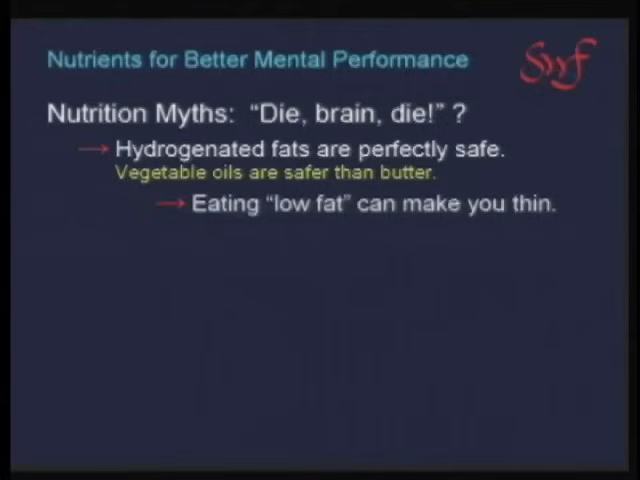 Nutrients for Better Mental Performance
Swf
Nutrition Myths: “Die, brain, die!” ?
Hydrogenated fats are perfectly safe.
Vegetable oils are safer than butter.
Eating “low fat” can make you thin.